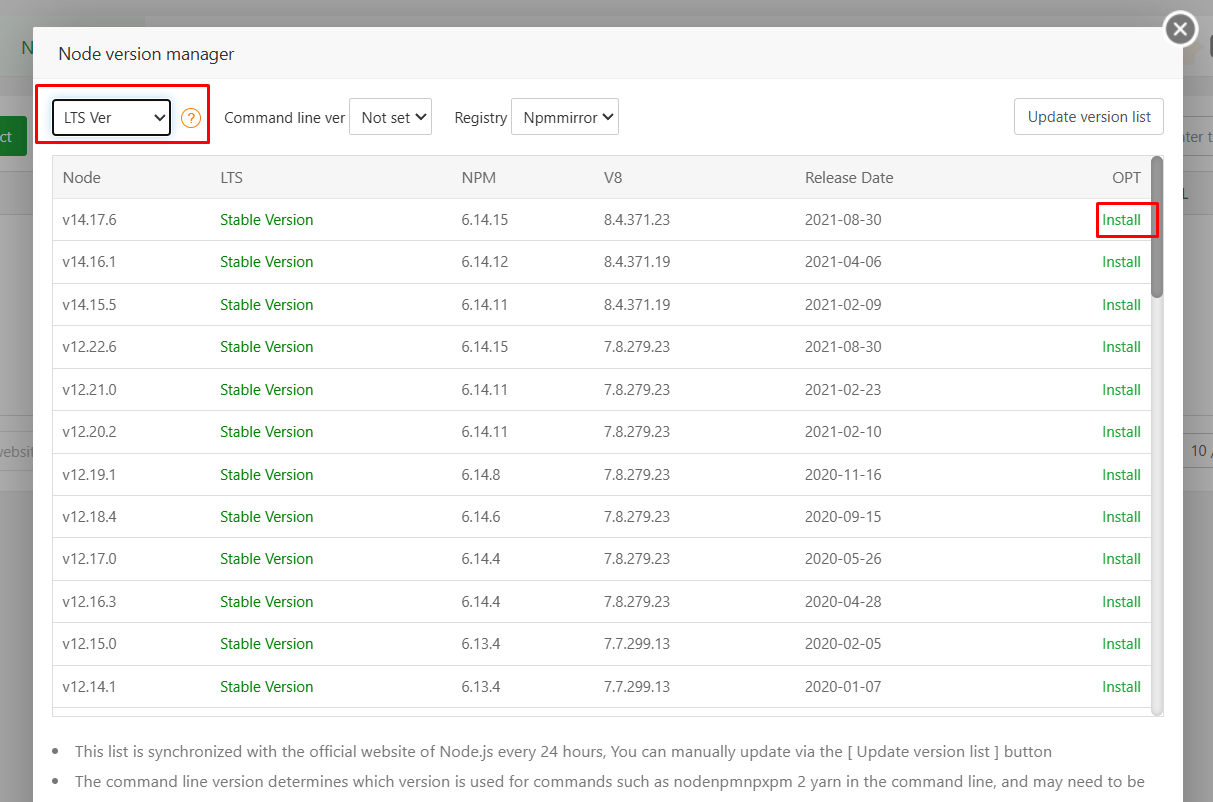 Node version manager
LTS Ver ? Command line ver Not set Registry Npmmirror Update version list
Node LTS NPM V8 Release Date OPT
v14.17.6 Stable Version 6.14.15 8.4.371.23 2021-08-30 Install
v14.16.1 Stable Version 6.14.12 8.4.371.19 2021-04-06 Install
v14.15.5 Stable Version 6.14.11 8.4.371.19 2021-02-09 Install
v12.22.6 Stable Version 6.14.15 7.8.279.23 2021-08-30 Install
v12.21.0 Stable Version 6.14.11 7.8.279.23 2021-02-23 Install
v12.20.2 Stable Version 6.14.11 7.8.279.23 2021-02-10 Install
v12.19.1 Stable Version 6.14.8 7.8.279.23 2020-11-16 Install
10
v12.18.4 Stable Version 6.14.6 7.8.279.23 2020-09-15 Install
v12.17.0 Stable Version 6.14.4 7.8.279.23 2020-05-26 Install
v12.16.3 Stable Version 6.14.4 7.8.279.23 2020-04-28 Install
v12.15.0 Stable Version 6.13.4 7.7.299.13 2020-02-05 Install
v12.14.1 Stable Version 6.13.4 7.7.299.13 2020-01-07 Install
• This list is synchronized with the official website of Node.js every 24 hours, You can manually update via the [ Update version list ] button
• The command line version determines which version is used for commands such as nodenpmnpxpm 2 yarn in the command line, and may need to be